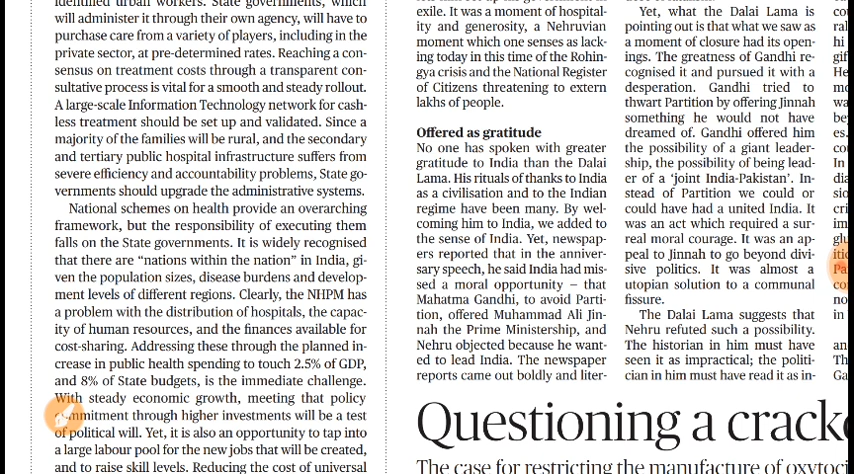 identified urban workers. State governments, which
will administer it through their own agency, will have to
purchase care from a variety of players, including in the
private sector, at pre-determined rates. Reaching a con-
sensus on treatment costs through a transparent con-
sultative process is vital for a smooth and steady rollout.
A large-scale Information Technology network for cash-
less treatment should be set up and validated. Since a
majority of the families will be rural, and the secondary
and tertiary public hospital infrastructure suffers from
severe efficiency and accountability problems, State go-
vernments should upgrade the administrative systems.
National schemes on health provide an overarching
framework, but the responsibility of executing them
falls on the State governments. It is widely recognised
that there are “nations within the nation” in India, gi-
ven the population sizes, disease burdens and develop-
ment levels of different regions. Clearly, the NHPM has
a problem with the distribution of hospitals, the capac-
ity of human resources, and the finances available for
cost-sharing. Addressing these through the planned in-
crease in public health spending to touch 2.5% of GDP,
and 8% of State budgets, is the immediate challenge.
With steady economic growth, meeting that policy
commitment through higher investments will be a test
of political will. Yet, it is also an opportunity to tap into
a large labour pool for the new jobs that will be created,
and to raise skill levels. Reducing the cost of universal
exile. It was a moment of hospital-
ity and generosity, a Nehruvian
moment which one senses as lack-
ing today in this time of the Rohin-
gya crisis and the National Register
of Citizens threatening to extern
lakhs of people.
Offered as gratitude
No one has spoken with greater
gratitude to India than the Dalai
Lama. His rituals of thanks to India
as a civilisation and to the Indian
regime have been many. By wel-
coming him to India, we added to
the sense of India. Yet, newspap-
ers reported that in the anniver-
sary speech, he said India had mis-
sed a moral opportunity – that
Mahatma Gandhi, to avoid Parti-
tion, offered Muhammad Ali Jin-
nah the Prime Ministership, and
Nehru objected because he want-
ed to lead India. The newspaper
reports came out boldly and liter-
Yet, what the Dalai Lama is
pointing out is that what we saw as
a moment of closure had its open-
ings. The greatness of Gandhi re-
cognised it and pursued it with a
desperation. Gandhi tried to
thwart Partition by offering Jinnah
something he would not have
dreamed of. Gandhi offered him
the possibility of a giant leader-
ship, the possibility of being lead-
er of a ‘joint India-Pakistan’. In-
stead of Partition we could or
could have had a united India. It
was an act which required a sur-
real moral courage. It was an ap-
peal to Jinnah to go beyond divi-
sive politics. It was almost a
utopian solution to a communal
fissure.
The Dalai Lama suggests that
Nehru refuted such a possibility.
The historian in him must have
seen it as impractical; the politi-
cian in him must have read it as in-
Questioning a crack
The case for restricting the manufacture of oxytoci